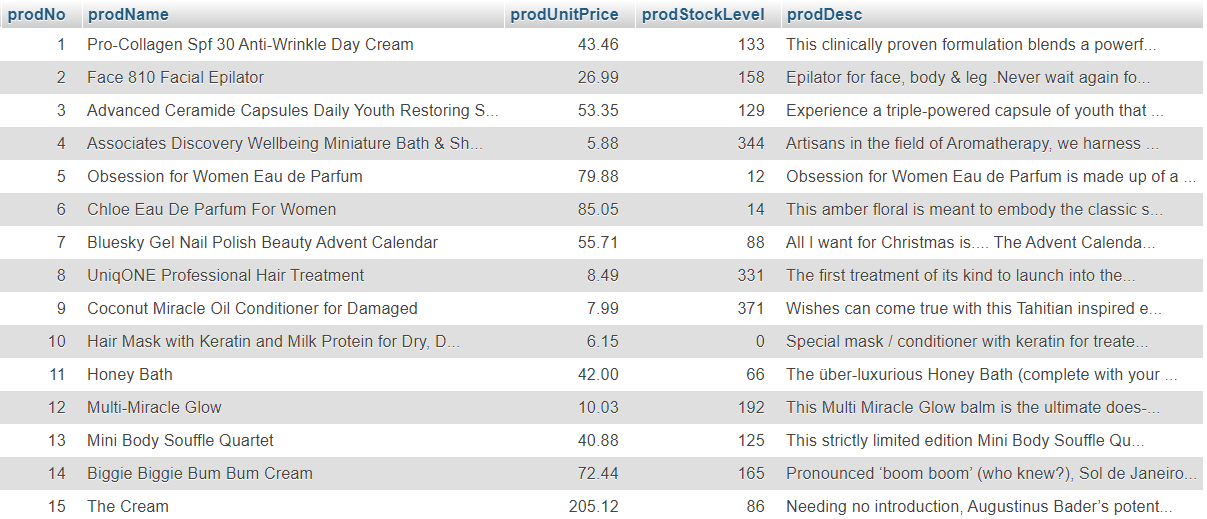 prodNo prodName prodUnitPrice prodStockLevel prodDesc
1 Pro-Collagen Spf 30 Anti-Wrinkle Day Cream 43.46 133 This clinically proven formulation blends a powerf...
2 Face 810 Facial Epilator 26.99 158 Epilator for face, body & leg .Never wait again fo...
3 Advanced Ceramide Capsules Daily Youth Restoring S... 53.35 129 Experience a triple-powered capsule of youth that ...
4 Associates Discovery Wellbeing Miniature Bath & Sh... 5.88 344 Artisans in the field of Aromatherapy, we harness ...
5 Obsession for Women Eau de Parfum 79.88 12 Obsession for Women Eau de Parfum is made up of a ...
6 Chloe Eau De Parfum For Women 85.05 14 This amber floral is meant to embody the classic s...
7 Bluesky Gel Nail Polish Beauty Advent Calendar 55.71 88 All I want for Christmas is.... The Advent Calenda...
8 UniqONE Professional Hair Treatment 8.49 331 The first treatment of its kind to launch into the...
9 Coconut Miracle Oil Conditioner for Damaged 7.99 371 Wishes can come true with this Tahitian inspired e...
10 Hair Mask with Keratin and Milk Protein for Dry, D... 6.15 0 Special mask / conditioner with keratin for treate...
11 Honey Bath 42.00 66 The über-luxurious Honey Bath (complete with your ...
12 Multi-Miracle Glow 10.03 192 This Multi Miracle Glow balm is the ultimate does-...
13 Mini Body Souffle Quartet 40.88 125 This strictly limited edition Mini Body Souffle Qu...
14 Biggie Biggie Bum Bum Cream 72.44 165 Pronounced ‘boom boom’ (who knew?), Sol de Janeiro...
15 The Cream 205.12 86 Needing no introduction, Augustinus Bader’s potent...